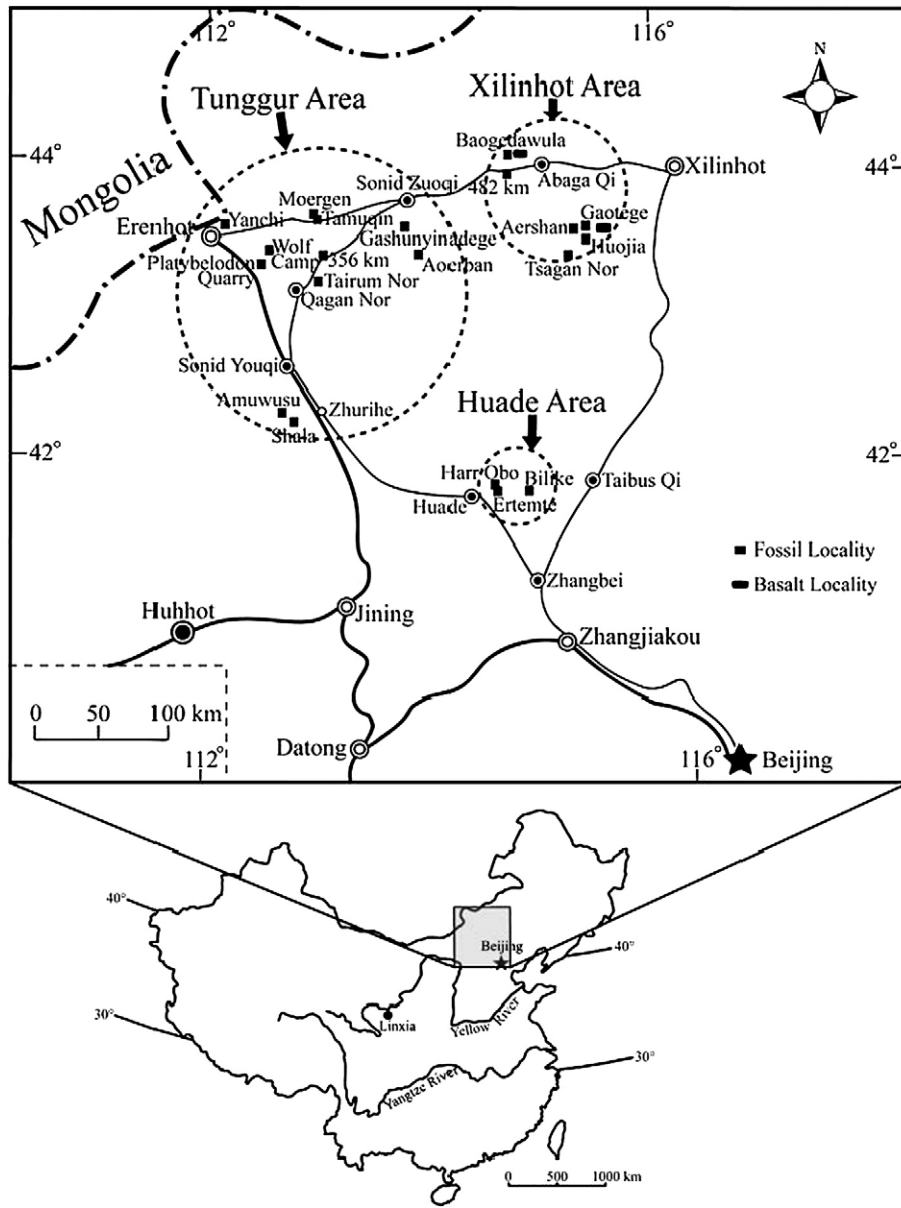 112°
116°
N
Tunggur Area
Xilinhot Area
Mongolia
44°
44°
Baogedawula
Xilinhot
Sonid Zuoqi
482 km
Abaga Qi
Moergen
Tamuqin
Yanchi
Erenhot
Gashunyinadege
Aershan
Gaotege
Huojia
Wolf
Camp
356 km
Aoerban
Tsagan Nor
Platybelodon
Quarry
Tairum Nor
Qagan Nor
Sonid Youqi
Amuwusu
Zhurihe
Shala
Huade Area
42°
42°
Harr Obo
Bilike
Taibus Qi
Huade
Ertemte
Fossil Locality
Zhangbei
Basalt Locality
Huhhot
Jining
Zhangjiakou
0 50 100 km
Datong
112°
116°
Beijing
40°
Beijing
40°
30°
Linxia
Yellow River
30°
Yangtze River
0 500 1000 km